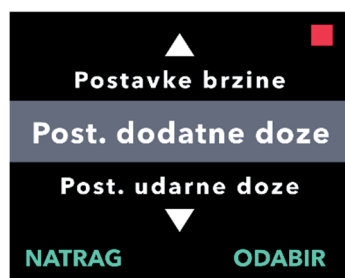 Postavke brzine
Post. dodatne doze
Post. udarne doze
NATRAG ODABIR